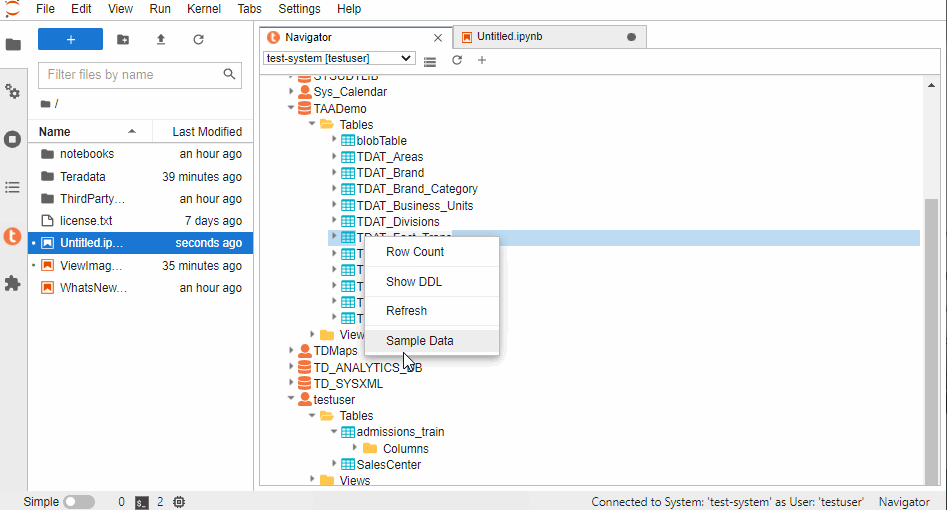 File Edit View Run Kernel Tabs Settings Help
+
Filter files by name
/
Name Last Modified
notebooks an hour ago
Teradata 39 minutes ago
ThirdParty... an hour ago
license.txt 7 days ago
Untitled.ip... seconds ago
ViewImag... 35 minutes ago
WhatsNew... an hour ago
Navigator
Untitled.ipynb
test-system [testuser]
SYSUDTLIB
Sys_Calendar
TAADemo
Tables
blobTable
TDAT_Areas
TDAT_Brand
TDAT_Brand_Category
TDAT_Business_Units
TDAT_Divisions
T
T
T
T
T
View
Row Count
Show DDL
Refresh
Sample Data
TDMaps
TD_ANALYTICS_DB
TD_SYSXML
testuser
Tables
admissions_train
Columns
SalesCenter
Views
Simple 0 $_ 2 Connected to System: 'test-system' as User: 'testuser' Navigator